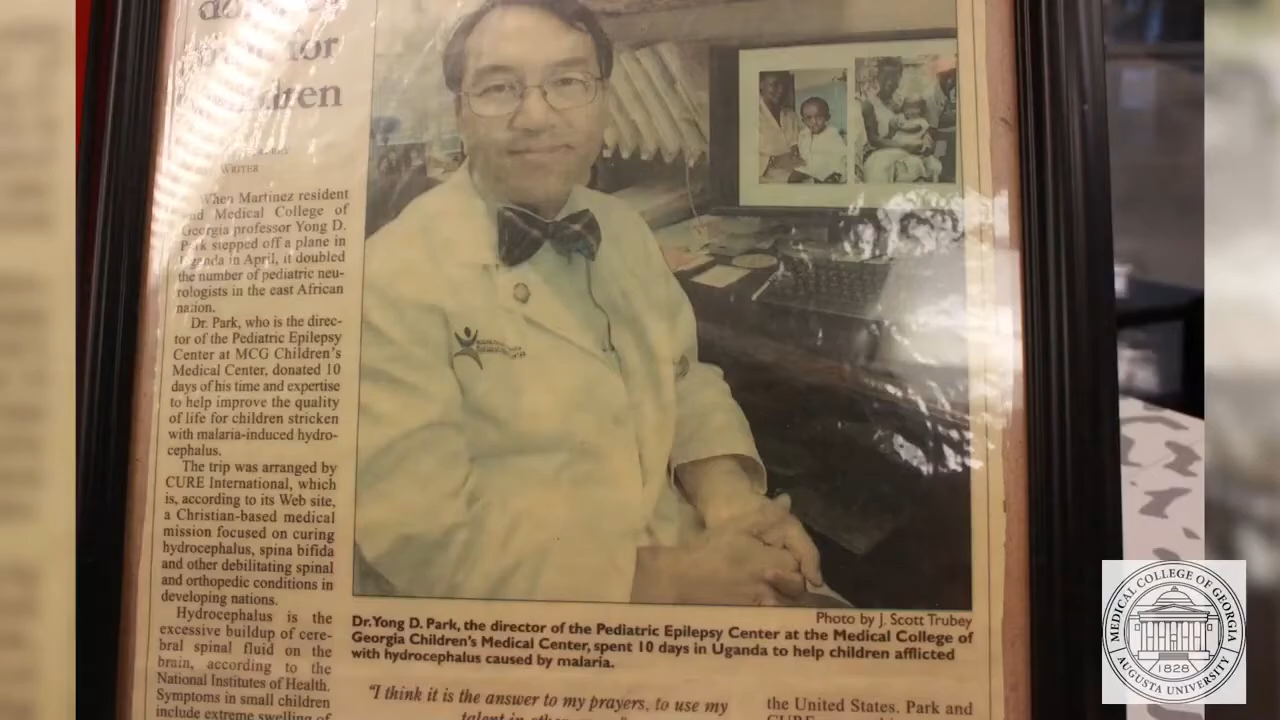 for
WRITER
When Martinez resident
and Medical College of
Georgia professor Yong D.
Park stepped off a plane in
Uganda in April, it doubled
the number of pediatric neu-
rologists in the east African
nation.
Dr. Park, who is the direc-
tor of the Pediatric Epilepsy
Center at MCG Children's
Medical Center, donated 10
days of his time and expertise
to help improve the quality
of life for children stricken
with malaria-induced hydro-
cephalus.
The trip was arranged by
CURE International, which
is, according to its Web site,
a Christian-based medical
mission focused on curing
hydrocephalus, spina bifida
and other debilitating spinal
and orthopedic conditions in
developing nations.
Hydrocephalus is the
excessive buildup of cere-
bral spinal fluid on the
brain, according to the
National Institutes of Health.
Symptoms in small children
include extreme swelling of
Photo by J. Scott Trubey
Dr. Yong D. Park, the director of the Pediatric Epilepsy Center at the Medical College of
Georgia Children's Medical Center, spent 10 days in Uganda to help children afflicted
with hydrocephalus caused by malaria.
"I think it is the answer to my prayers, to use my
talent in
the United States. Park and
CURE
MEDICAL COLLEGE OF GEORGIA
1828
AUGUSTA UNIVERSITY